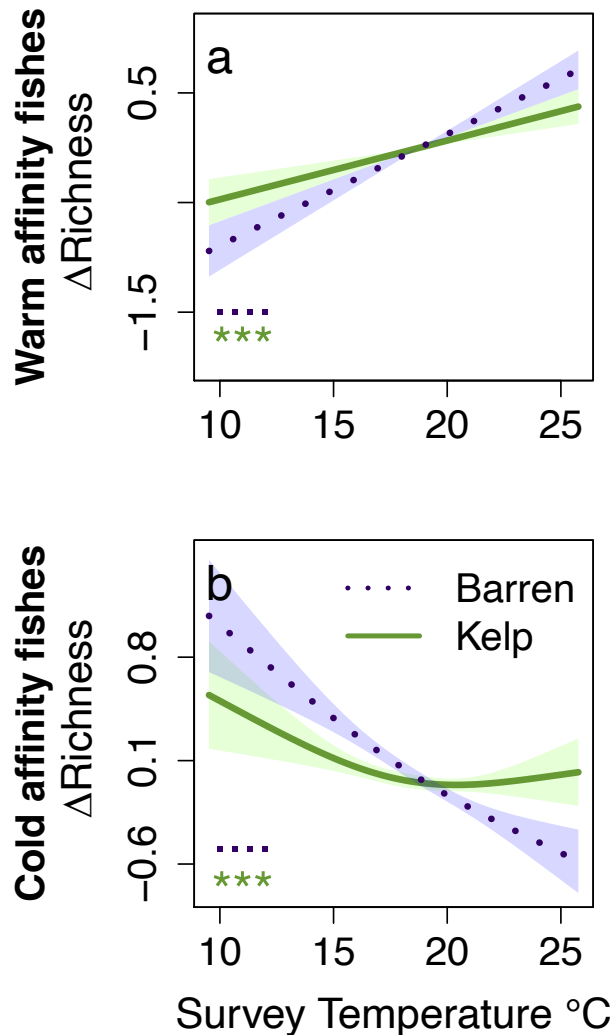 Warm affinity fishes
ΔRichness
a
0.5
−1.5
***
10 15 20 25
Cold affinity fishes
ΔRichness
b
Barren
Kelp
0.8
0.1
−0.6
***
10 15 20 25
Survey Temperature °C